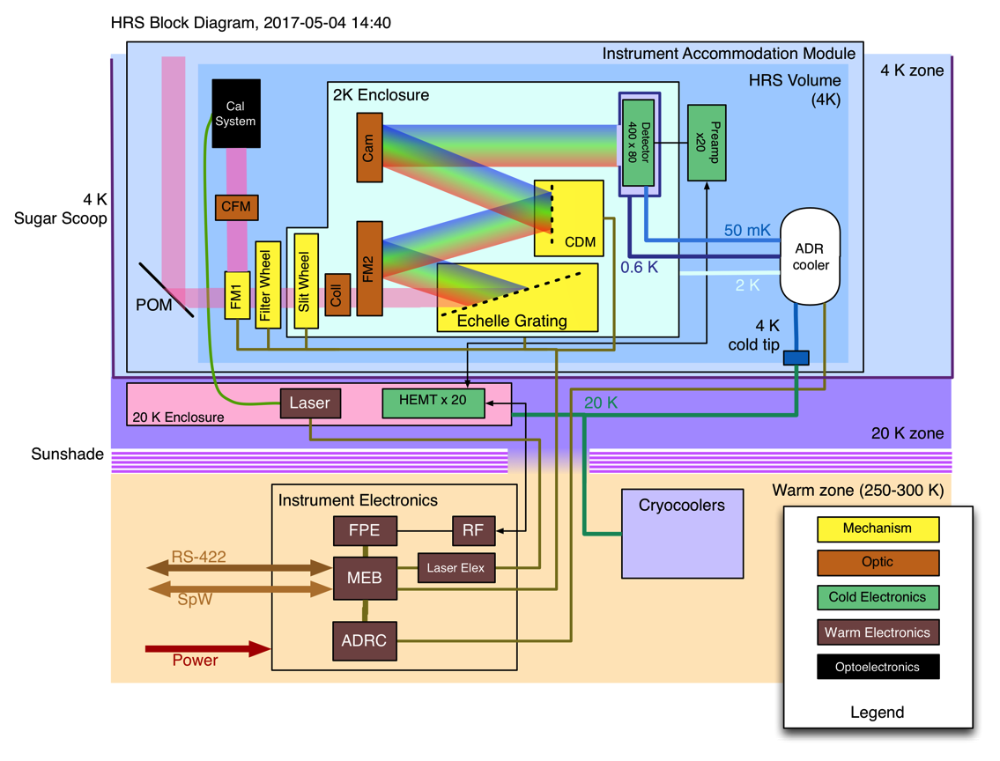 HRS Block Diagram, 2017-05-04 14:40
Instrument Accommodation Module
4 K zone
HRS Volume
(4K)
2K Enclosure
Cal
System
Cam
Detector
400 x 80
Preamp
x20
4 K
Sugar Scoop
CFM
CDM
50 mK
ADR
cooler
0.6 K
2 K
POM
FM1
Filter Wheel
Slit Wheel
Coll
FM2
Echelle Grating
4 K
cold tip
Laser
HEMT x 20
20 K
20 K Enclosure
20 K zone
Sunshade
Warm zone (250-300 K)
Instrument Electronics
Cryocoolers
FPE
RF
RS-422
MEB
Laser Elex
SpW
ADRC
Power
Mechanism
Optic
Cold Electronics
Warm Electronics
Optoelectronics
Legend